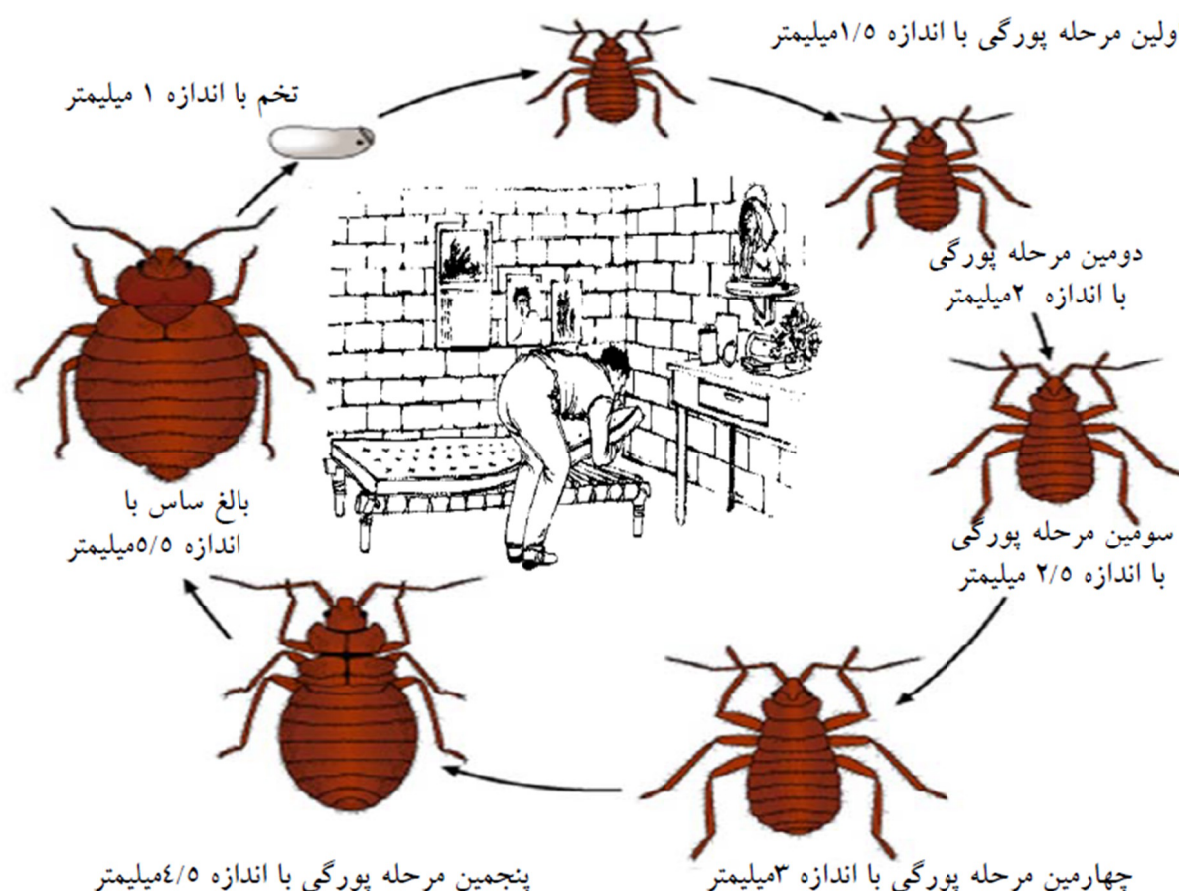 ولین مرحله پورگی با اندازه ۱/۵میلیمتر
تخم با اندازه ۱ میلیمتر
دومین مرحله پورگی
با اندازه ۲میلیمتر
سومین مرحله پورگی
با اندازه ۲/۵ میلیمتر
بالغ ساس با
اندازه ۵/۵میلیمتر
چهارمین مرحله پورگی با اندازه ۳میلیمتر
پنجمین مرحله پورگی با اندازه ۴/۵میلیمتر